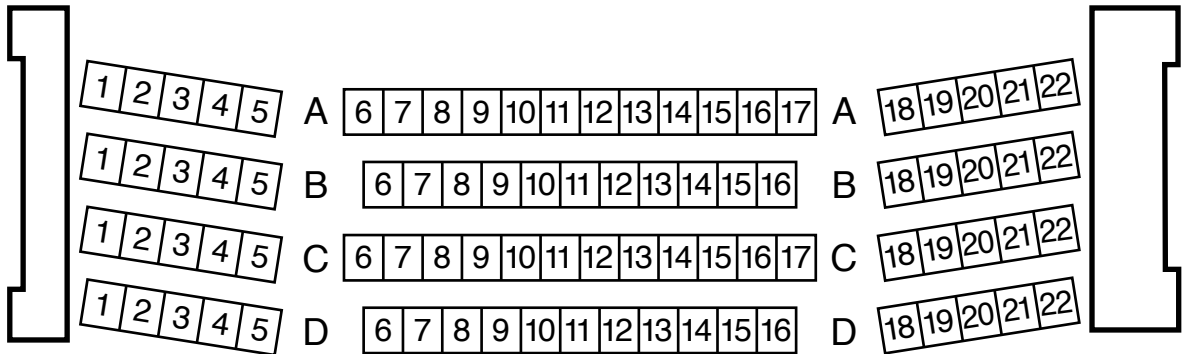 1 2 3 4 5 A 6 7 8 9 10 11 12 13 14 15 16 17 A 18 19 20 21 22
1 2 3 4 5 B 6 7 8 9 10 11 12 13 14 15 16 B 18 19 20 21 22
1 2 3 4 5 C 6 7 8 9 10 11 12 13 14 15 16 17 C 18 19 20 21 22
1 2 3 4 5 D 6 7 8 9 10 11 12 13 14 15 16 D 18 19 20 21 22